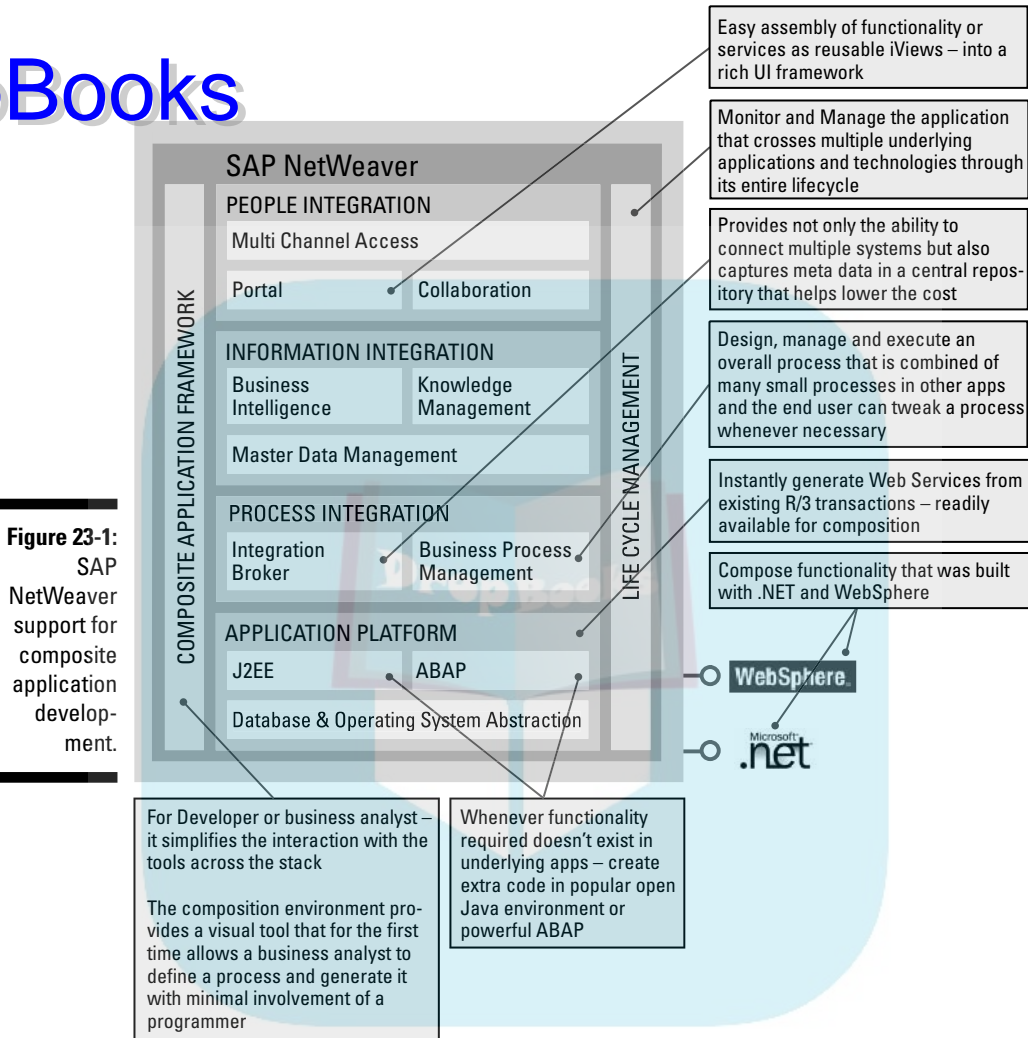 Books
Easy assembly of functionality or
services as reusable iViews – into a
rich UI framework
Monitor and Manage the application
that crosses multiple underlying
applications and technologies through
its entire lifecycle
Provides not only the ability to
connect multiple systems but also
captures meta data in a central repos-
itory that helps lower the cost
Design, manage and execute an
overall process that is combined of
many small processes in other apps
and the end user can tweak a process
whenever necessary
Instantly generate Web Services from
existing R/3 transactions – readily
available for composition
Compose functionality that was built
with .NET and WebSphere
SAP NetWeaver
COMPOSITE APPLICATION FRAMEWORK
PEOPLE INTEGRATION
Multi Channel Access
Portal
Collaboration
INFORMATION INTEGRATION
Business
Intelligence
Knowledge
Management
Master Data Management
PROCESS INTEGRATION
Integration
Broker
Business Process
Management
APPLICATION PLATFORM
J2EE
ABAP
Database & Operating System Abstraction
LIFE CYCLE MANAGEMENT
DropBooks
WebSphere.
Microsoft
.net
Figure 23-1:
SAP
NetWeaver
support for
composite
application
develop-
ment.
For Developer or business analyst –
it simplifies the interaction with the
tools across the stack
The composition environment pro-
vides a visual tool that for the first
time allows a business analyst to
define a process and generate it
with minimal involvement of a
programmer
Whenever functionality
required doesn't exist in
underlying apps – create
extra code in popular open
Java environment or
powerful ABAP